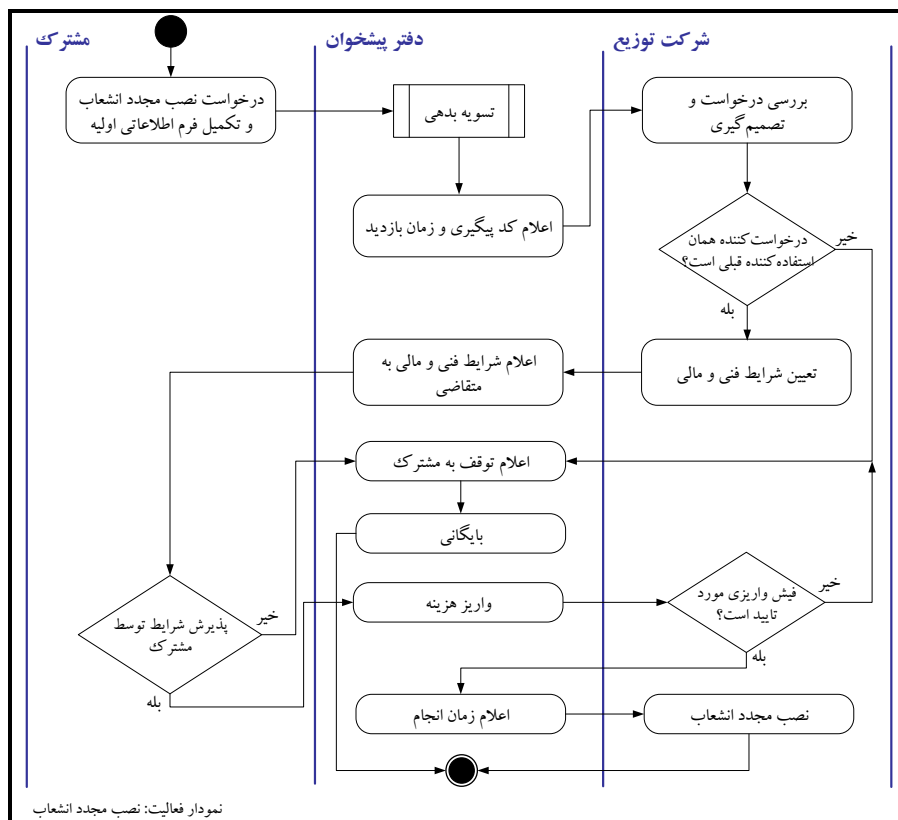 مشترك
دفتر پیشخوان
شرکت توزیع
درخواست نصب مجدد انشعاب
و تکمیل فرم اطلاعاتی اولیه
تسویه بدهی
بررسی درخواست و
تصمیم‌گیری
اعلام کد پیگیری و زمان بازدید
درخواست‌کننده همان
استفاده‌کننده قبلی است؟
خیر
بله
تعیین شرایط فنی و مالی
اعلام شرایط فنی و مالی به
متقاضی
اعلام توقف به مشترك
بایگانی
پذیرش شرایط توسط
مشترك
خیر
بله
واریز هزینه
فیش واریزی مورد
تایید است؟
خیر
بله
اعلام زمان انجام
نصب مجدد انشعاب
نمودار فعالیت: نصب مجدد انشعاب